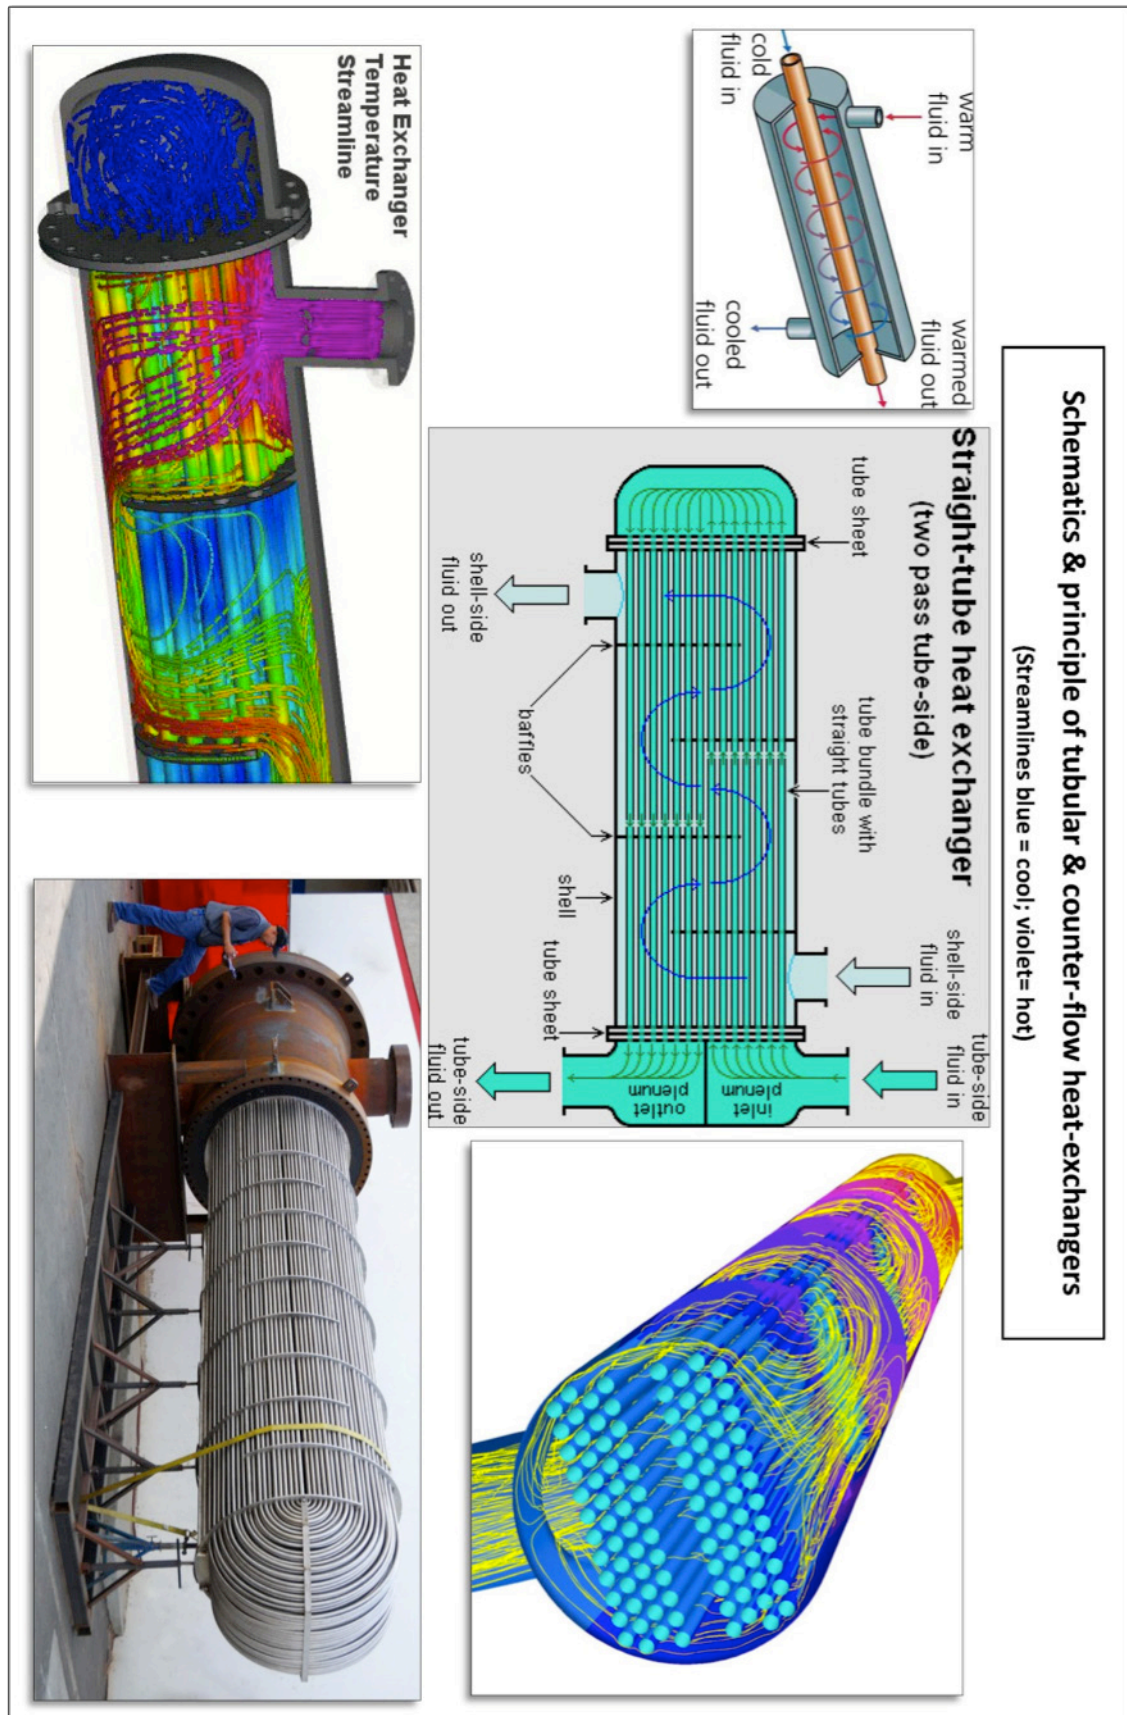 Schematics & principle of tubular & counter-flow heat-exchangers
(Streamlines blue = cool; violet= hot)
warm
fluid in
cold
fluid in
warmed
fluid out
cooled
fluid out
Straight-tube heat exchanger
(two pass tube-side)
tube sheet
tube bundle with
straight tubes
shell-side
fluid in
tube-side
fluid in
inlet
plenum
outlet
plenum
shell-side
fluid out
baffles
shell
tube sheet
tube-side
fluid out
Heat Exchanger
Temperature
Streamline